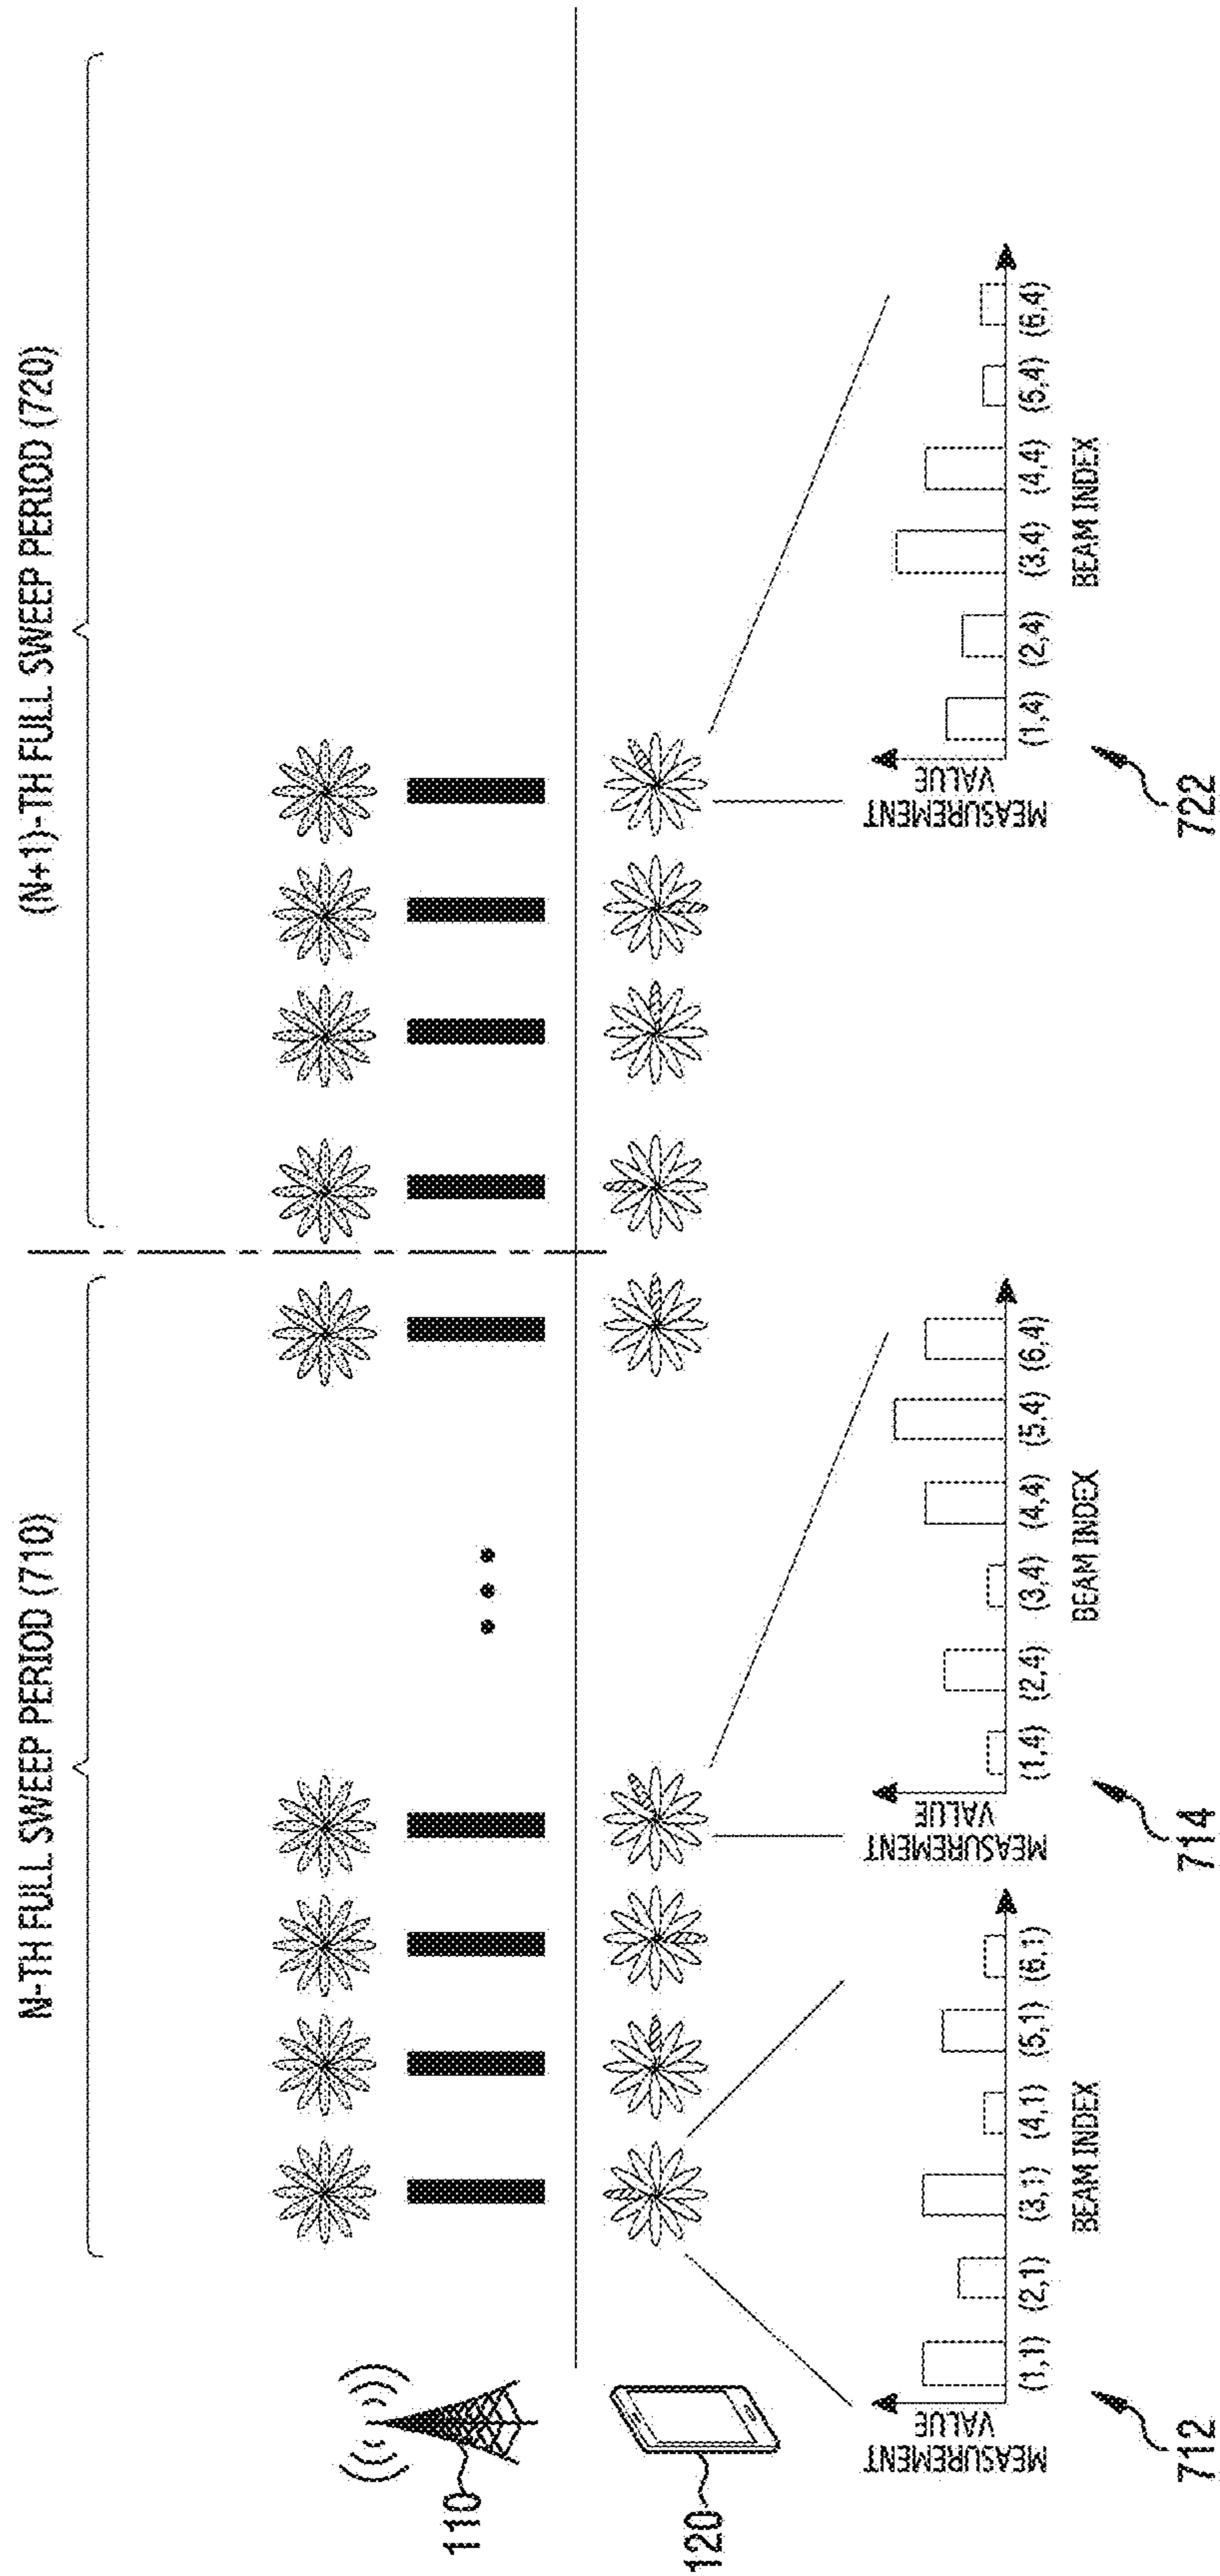 N-TH FULL SWEEP PERIOD (710)
(N+1)-TH FULL SWEEP PERIOD (720)
110
120
MEASUREMENT
VALUE
(1,1) (2,1) (3,1) (4,1) (5,1) (6,1)
BEAM INDEX
712
MEASUREMENT
VALUE
(1,4) (2,4) (3,4) (4,4) (5,4) (6,4)
BEAM INDEX
714
MEASUREMENT
VALUE
(1,4) (2,4) (3,4) (4,4) (5,4) (6,4)
BEAM INDEX
722